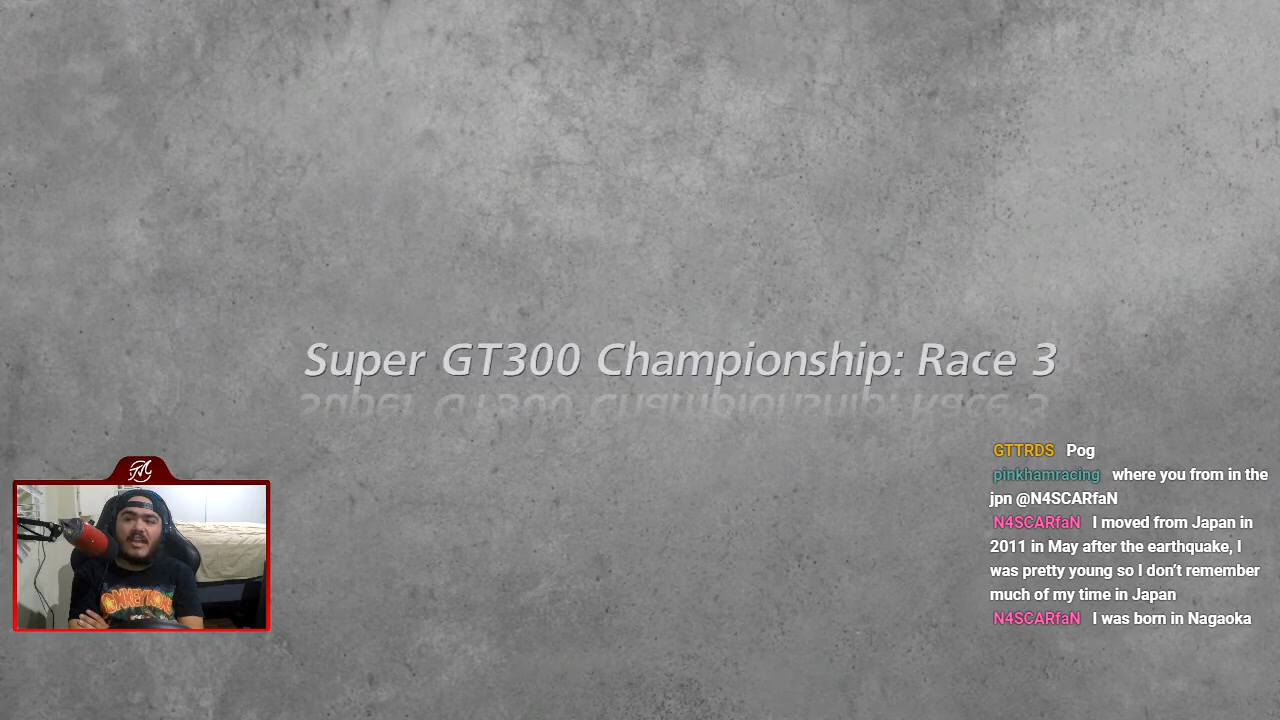 Super GT300 Championship: Race 3
GTTRDS Pog
pinkhamracing where you from in the
jpn @N4SCARfaN
N4SCARfaN I moved from Japan in
2011 in May after the earthquake, I
was pretty young so I don't remember
much of my time in Japan
N4SCARfaN I was born in Nagaoka